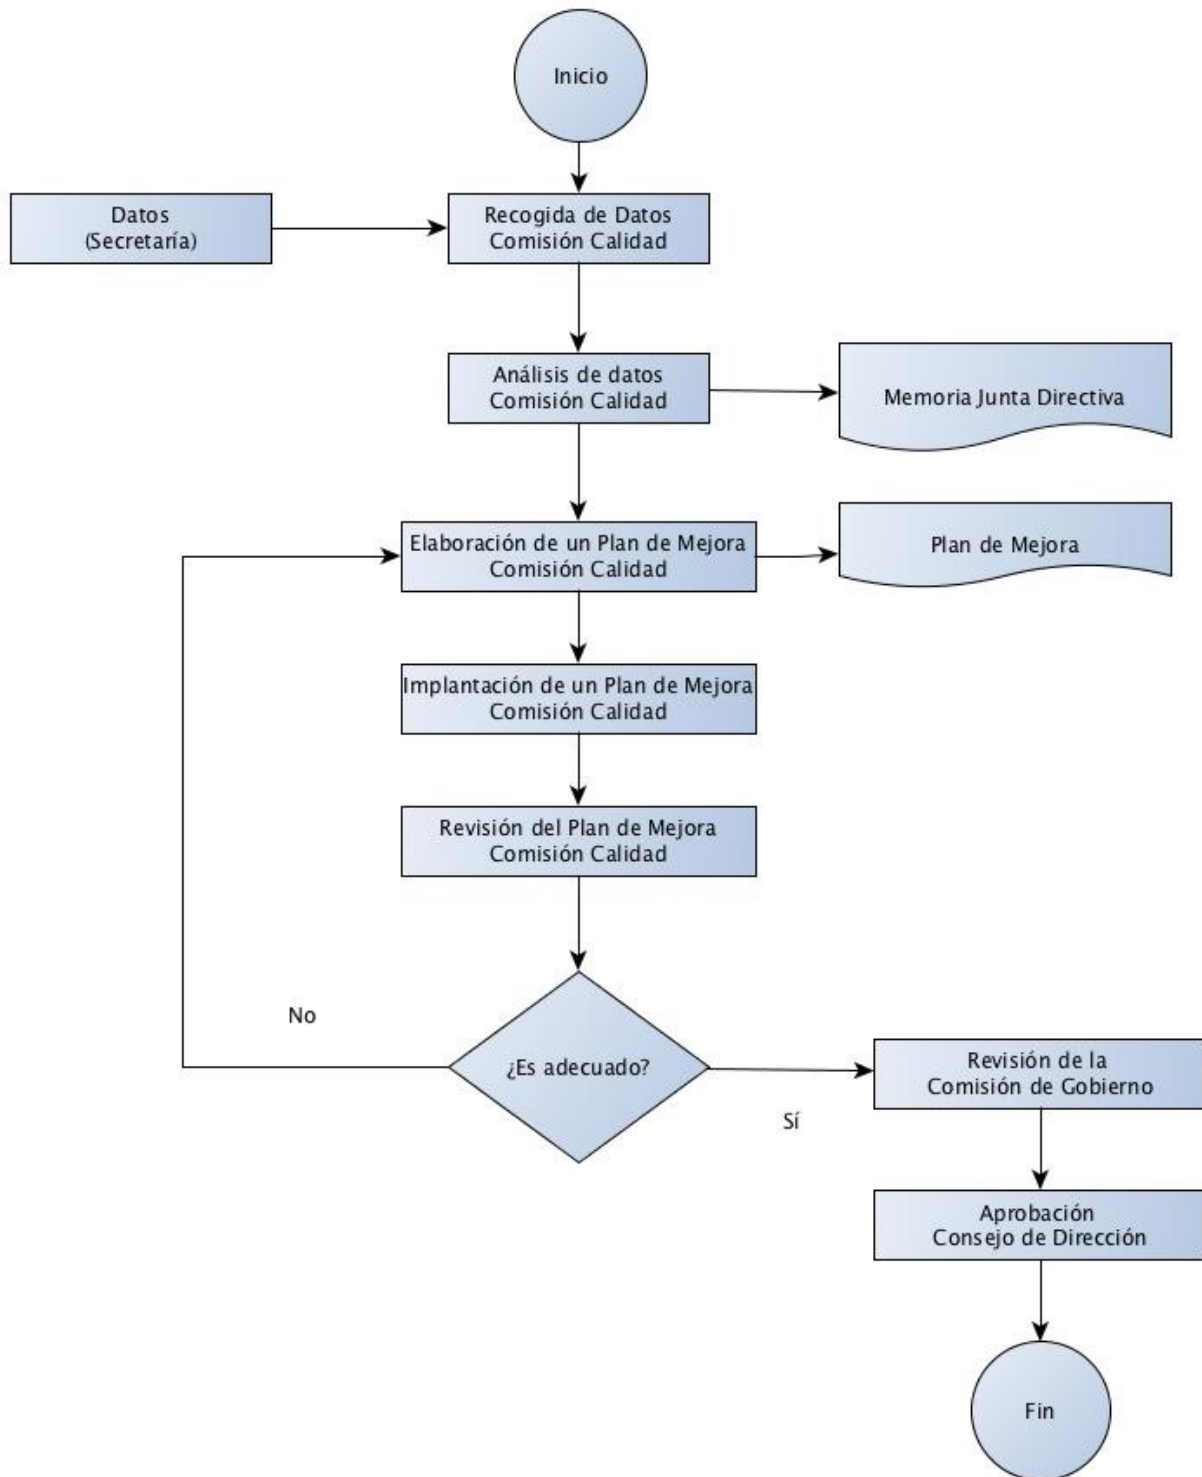 Inicio
Datos
(Secretaría)
Recogida de Datos
Comisión Calidad
Análisis de datos
Comisión Calidad
Memoria Junta Directiva
Elaboración de un Plan de Mejora
Comisión Calidad
Plan de Mejora
Implantación de un Plan de Mejora
Comisión Calidad
Revisión del Plan de Mejora
Comisión Calidad
No
¿Es adecuado?
Sí
Revisión de la
Comisión de Gobierno
Aprobación
Consejo de Dirección
Fin